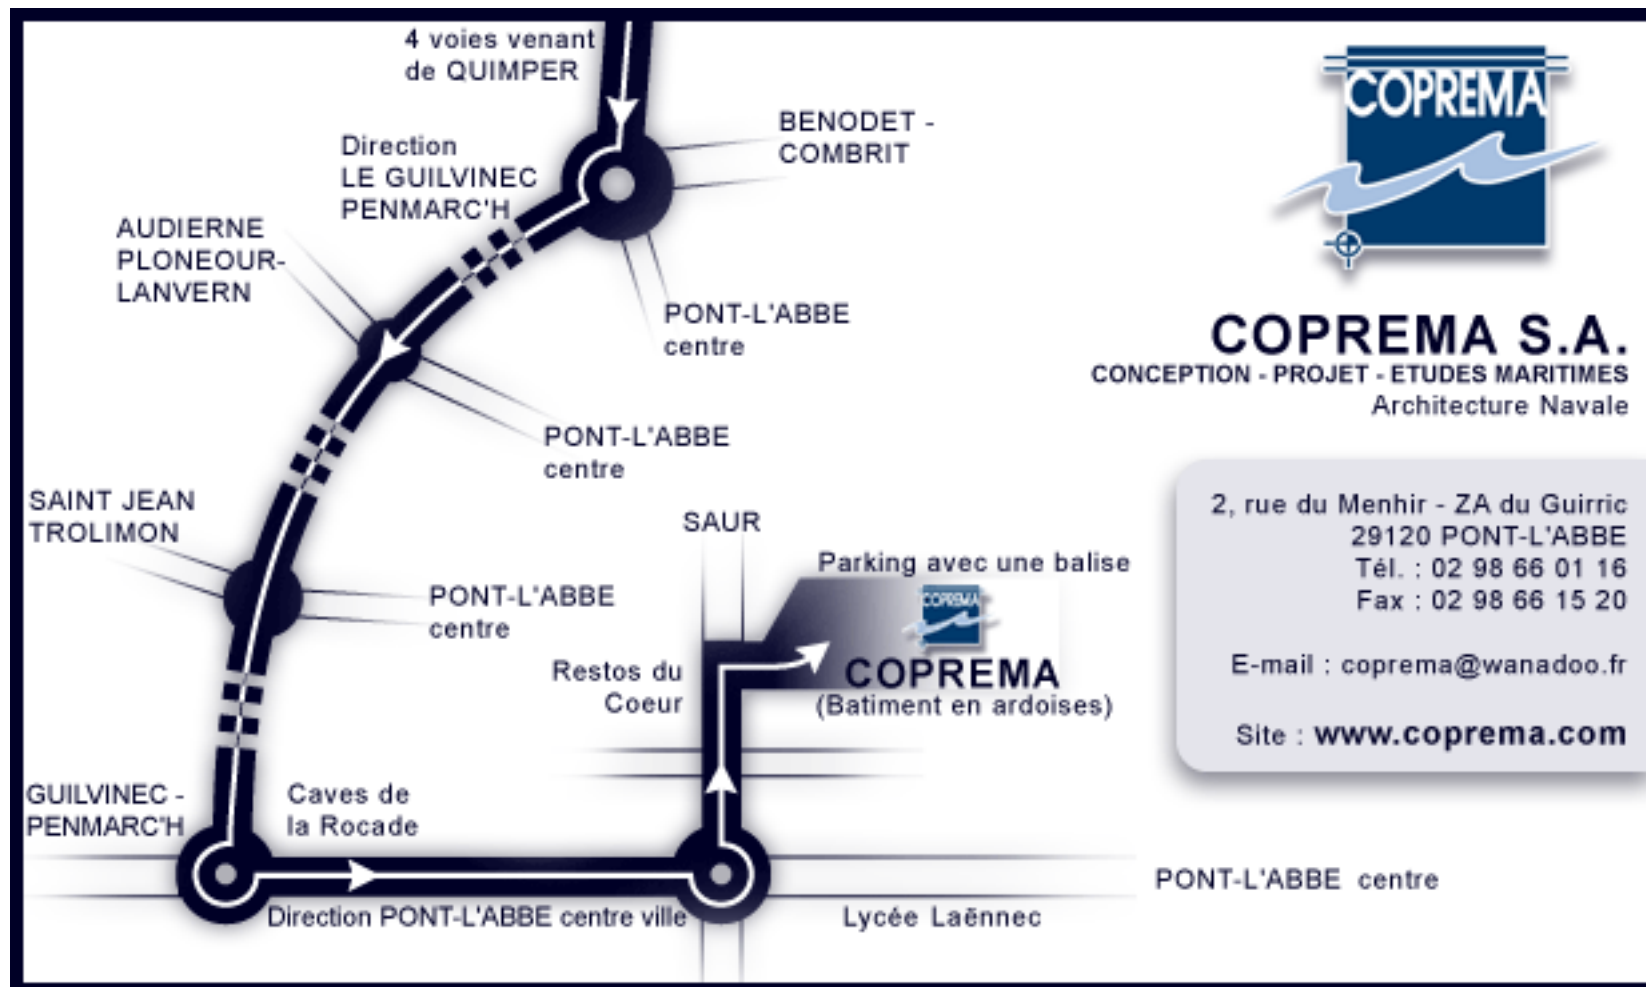 4 voies venant
de QUIMPER
BENODET -
COMBRIT
Direction
LE GUILVINEC
PENMARC'H
AUDIERNE
PLONEOUR-
LANVERN
PONT-L'ABBE
centre
PONT-L'ABBE
centre
SAINT JEAN
TROLIMON
PONT-L'ABBE
centre
SAUR
Parking avec une balise
COPREMA
COPREMA
(Batiment en ardoises)
Restos du
Coeur
GUILVINEC -
PENMARC'H
Caves de
la Rocade
Direction PONT-L'ABBE centre ville
Lycée Laënnec
PONT-L'ABBE centre
COPREMA
COPREMA S.A.
CONCEPTION - PROJET - ETUDES MARITIMES
Architecture Navale
2, rue du Menhir - ZA du Guirric
29120 PONT-L'ABBE
Tél. : 02 98 66 01 16
Fax : 02 98 66 15 20
E-mail : coprema@wanadoo.fr
Site : www.coprema.com